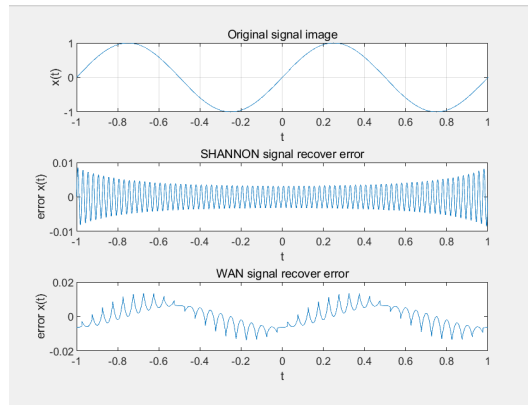 Original signal image
1
0
-1
x(t)
-1 -0.8 -0.6 -0.4 -0.2 0 0.2 0.4 0.6 0.8 1
t
SHANNON signal recover error
0.01
0
-0.01
error x(t)
-1 -0.8 -0.6 -0.4 -0.2 0 0.2 0.4 0.6 0.8 1
t
WAN signal recover error
0.02
0
-0.02
error x(t)
-1 -0.8 -0.6 -0.4 -0.2 0 0.2 0.4 0.6 0.8 1
t